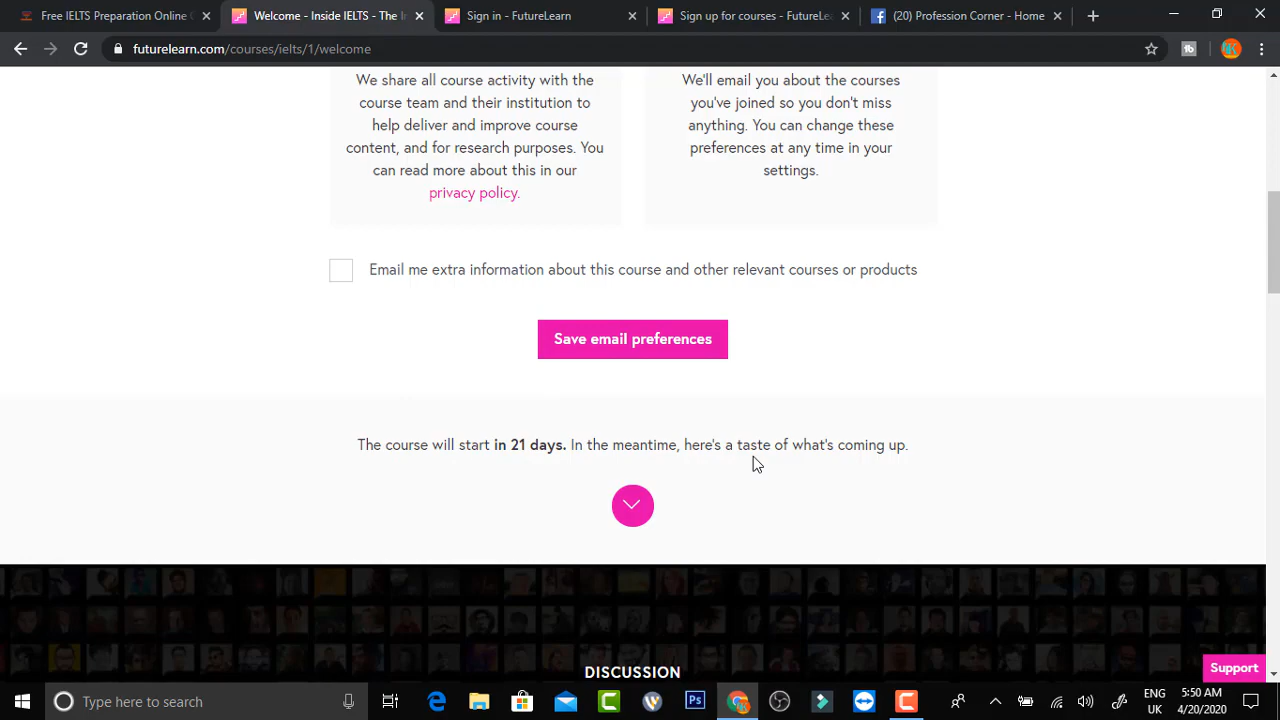 Free IELTS Preparation Online f
Welcome - Inside IELTS - The
Sign in - FutureLearn
Sign up for courses - FutureLea
(20) Profession Corner - Home
futurelearn.com/courses/ielts/1/welcome
We share all course activity with the
course team and their institution to
help deliver and improve course
content, and for research purposes. You
can read more about this in our
privacy policy.
We'll email you about the courses
you've joined so you don't miss
anything. You can change these
preferences at any time in your
settings.
Email me extra information about this course and other relevant courses or products
Save email preferences
The course will start in 21 days. In the meantime, here's a taste of what's coming up.
DISCUSSION
Support
Type here to search
Ps
ENG
UK
5:50 AM
4/20/2020